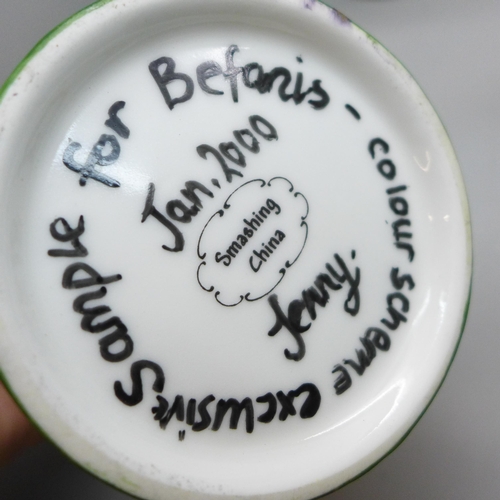 Sample for Befanis - colour scheme exclusive
Jan. 2000
Smashing
China
Jenny.